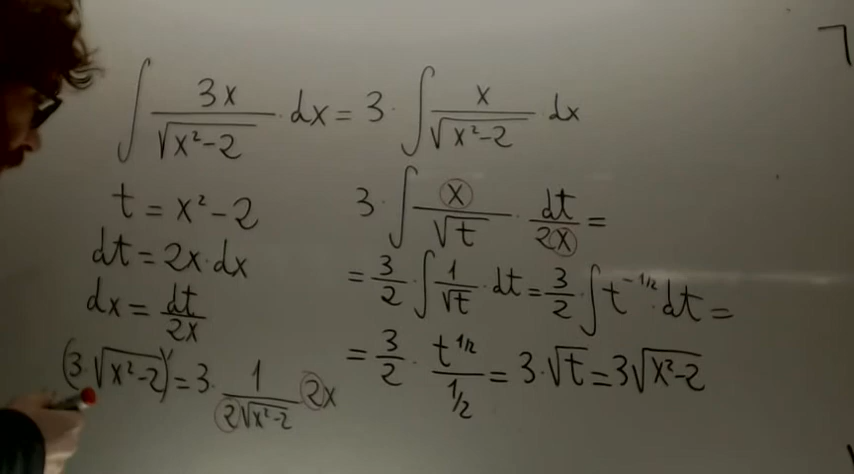 ∫ 3x/√(x²-2) · dx = 3 · ∫ x/√(x²-2) dx
t = x² - 2
dt = 2x · dx
dx = dt/2x
(3·√(x²-2))' = 3 · 1/(2√(x²-2)) · 2x
3 · ∫ x/√t · dt/2x =
= 3/2 ∫ 1/√t · dt = 3/2 · ∫ t^(-1/2) · dt =
= 3/2 · t^(1/2)/(1/2) = 3·√t = 3√(x²-2)